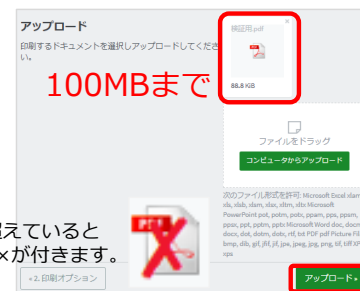 アップロード
印刷するドキュメントを選択しアップロードしてくださ
い。
検証用.pdf
×
88.8 KiB
100MBまで
ファイルをドラッグ
コンピュータからアップロード
次のファイル形式を許可: Microsoft Excel xlam,
xls, xlsb, xlsm, xlsx, xltm, xltx Microsoft
PowerPoint pot, potm, potx, ppam, pps, ppsm,
ppsx, ppt, pptm, pptx Microsoft Word doc, docm,
docx, dot, dotm, dotx, rtf, txt PDF pdf Picture Files
bmp, dib, gif, jfif, jif, jpe, jpeg, jpg, png, tif, tiff XPS
xps
超えていると
×が付きます。
« 2. 印刷オプション
アップロード »